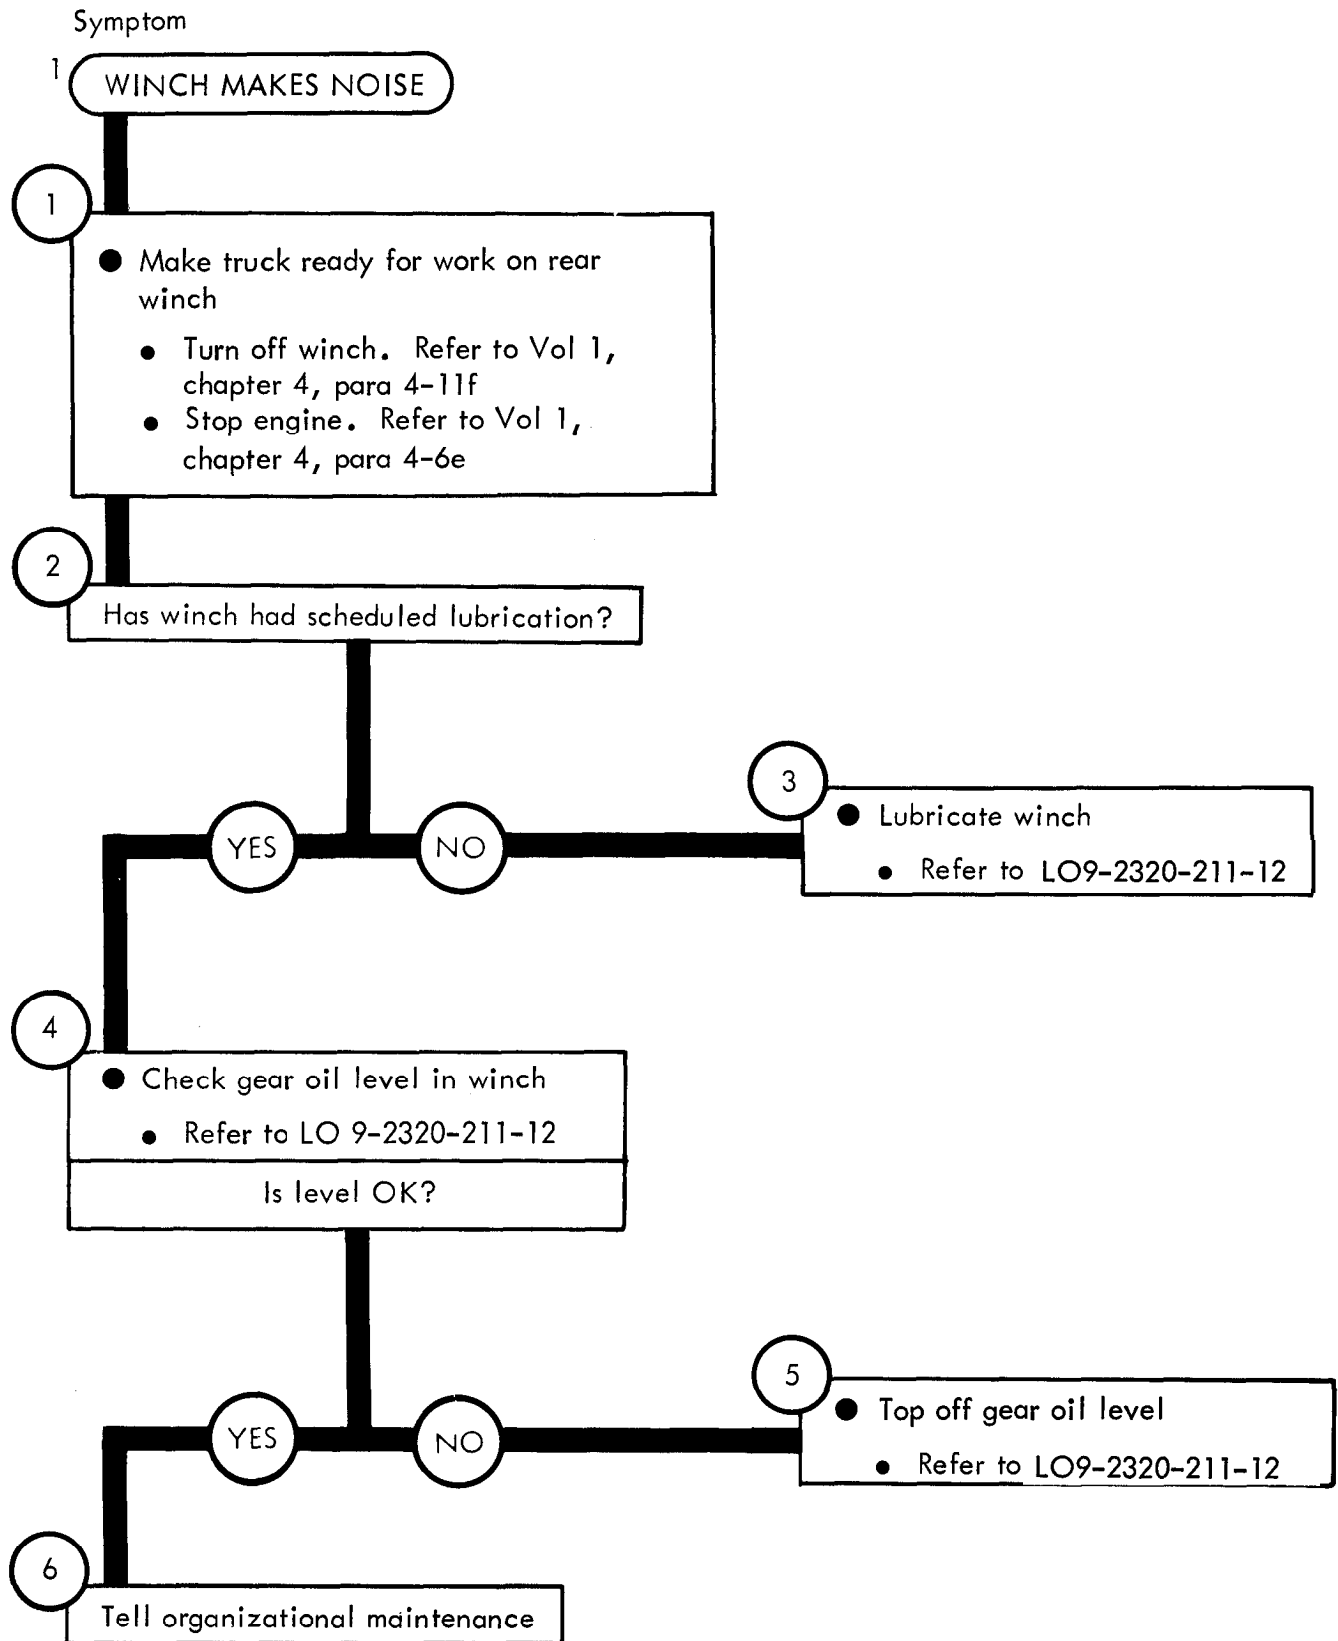 Symptom
1
WINCH MAKES NOISE
1
● Make truck ready for work on rear
winch
● Turn off winch. Refer to Vol 1,
chapter 4, para 4-11f
● Stop engine. Refer to Vol 1,
chapter 4, para 4-6e
2
Has winch had scheduled lubrication?
YES
NO
3
● Lubricate winch
● Refer to LO9-2320-211-12
4
● Check gear oil level in winch
● Refer to LO 9-2320-211-12
Is level OK?
YES
NO
5
● Top off gear oil level
● Refer to LO9-2320-211-12
6
Tell organizational maintenance